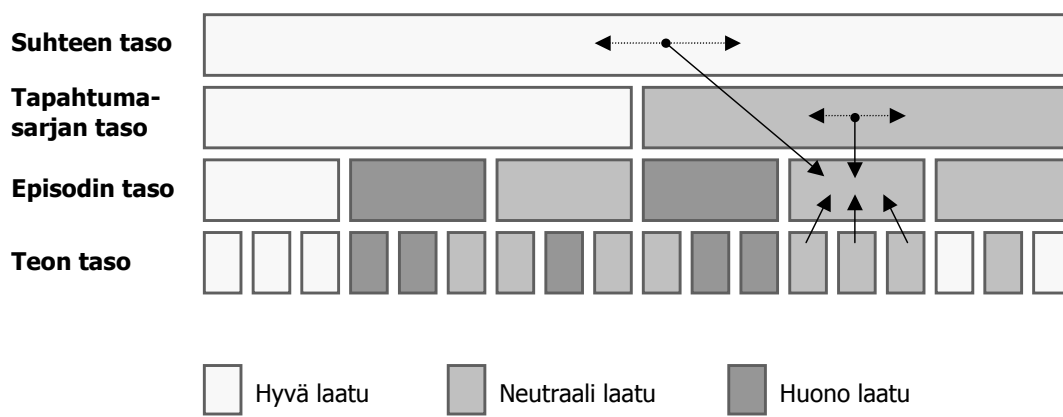 Suhteen taso
Tapahtuma-
sarjan taso
Episodin taso
Teon taso
Hyvä laatu
Neutraali laatu
Huono laatu